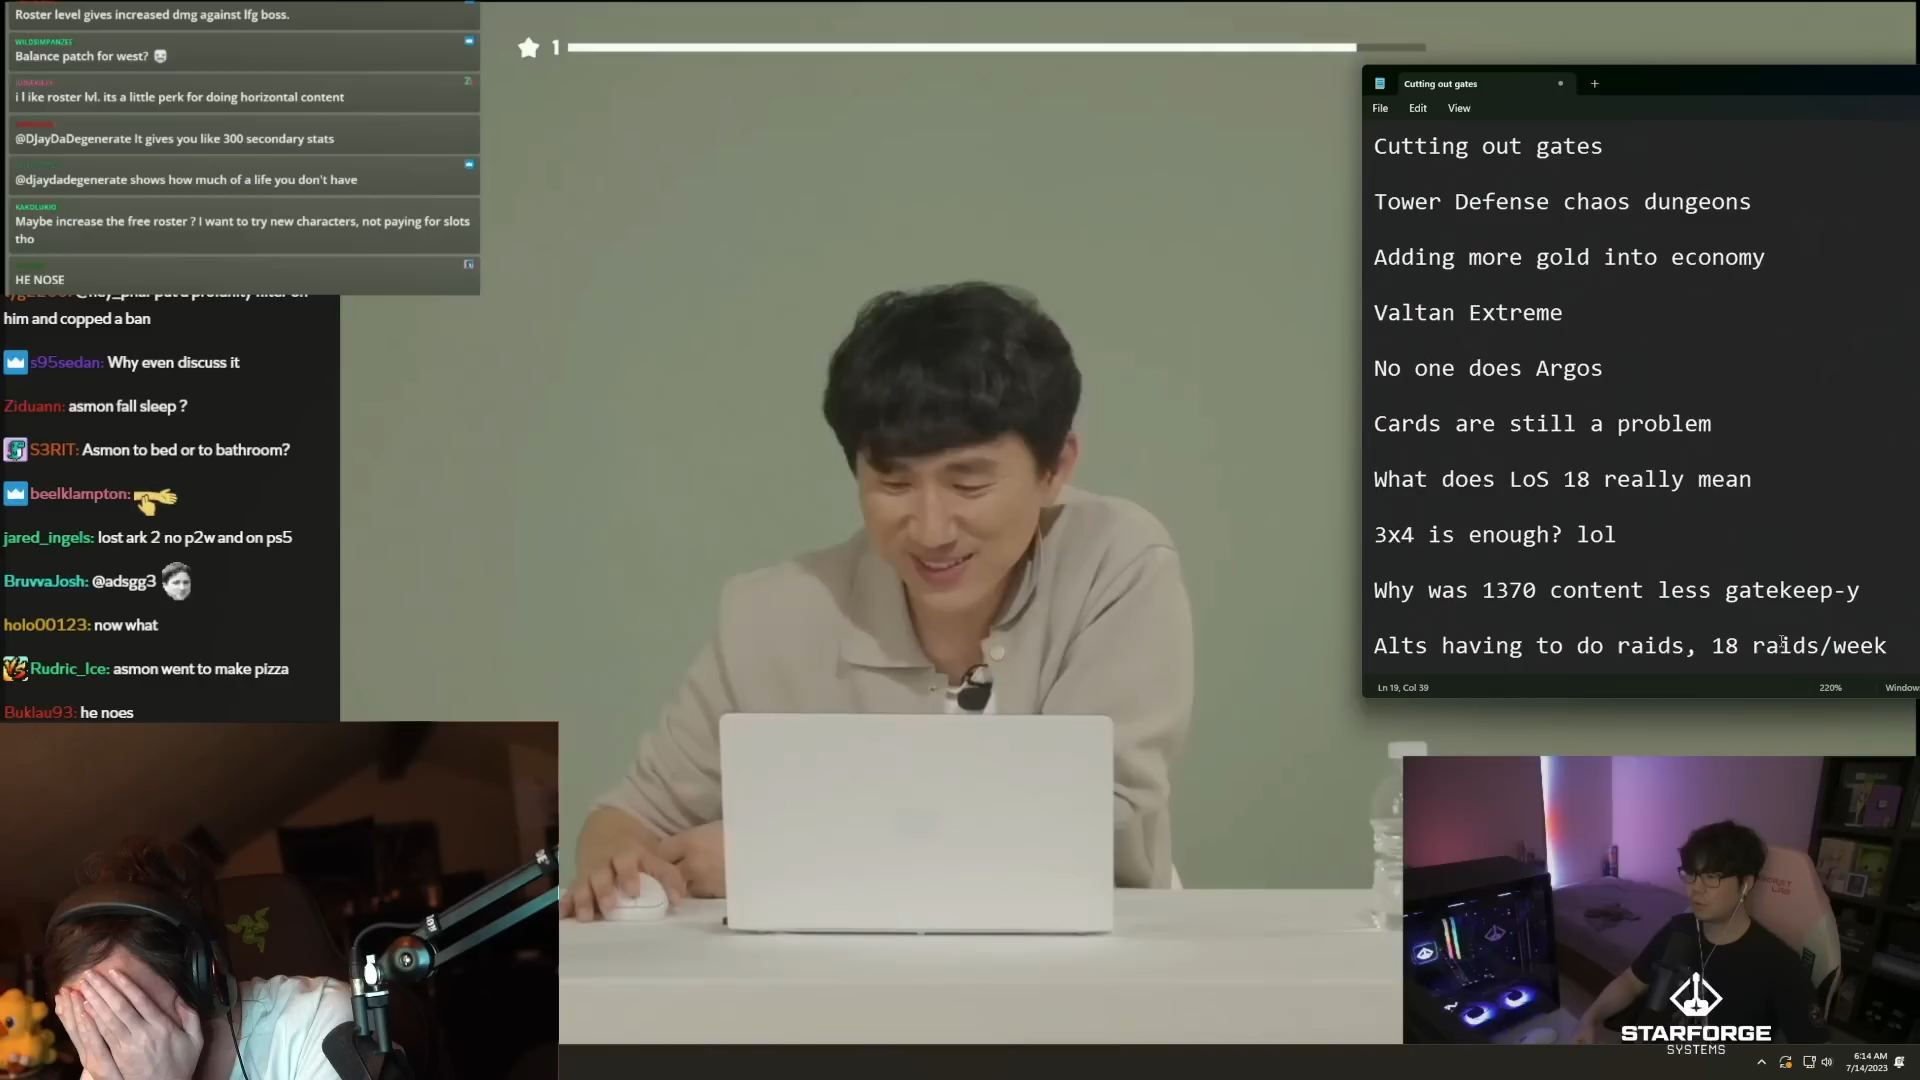 Roster level gives increased dmg against lfg boss.
WILDSIMPANZEE
Balance patch for west?
i l ike roster lvl. its a little perk for doing horizontal content
@DJayDaDegenerate It gives you like 300 secondary stats
@djaydadegenerate shows how much of a life you don't have
KAKOLUKIO
Maybe increase the free roster ? I want to try new characters, not paying for slots
tho
HE NOSE
him and copped a ban
s95sedan: Why even discuss it
Ziduann: asmon fall sleep ?
S3RIT: Asmon to bed or to bathroom?
beelklampton:
jared_ingels: lost ark 2 no p2w and on ps5
BruvvaJosh: @adsgg3
holo00123: now what
Rudric_Ice: asmon went to make pizza
Buklau93: he noes
1
Cutting out gates
File Edit View
Cutting out gates
Tower Defense chaos dungeons
Adding more gold into economy
Valtan Extreme
No one does Argos
Cards are still a problem
What does LoS 18 really mean
3x4 is enough? lol
Why was 1370 content less gatekeep-y
Alts having to do raids, 18 raids/week
Ln 19, Col 39
220%
Window
STARFORGE
SYSTEMS
6:14 AM
7/14/2023